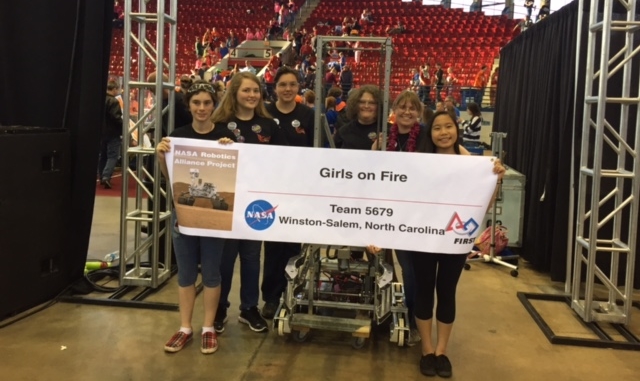 NASA Robotics
Alliance Project
Girls on Fire
Team 5679
Winston-Salem, North Carolina
NASA
FIRST